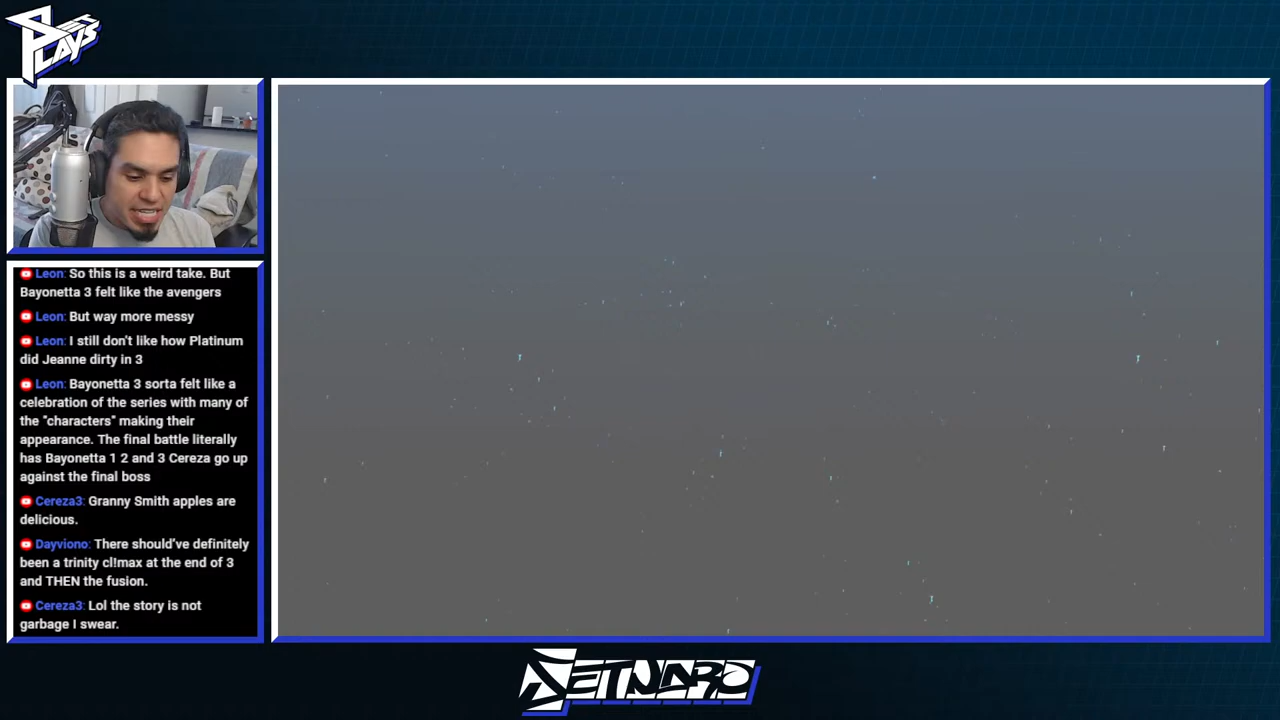 SET
PLAYS
Leon: So this is a weird take. But
Bayonetta 3 felt like the avengers
Leon: But way more messy
Leon: I still don't like how Platinum
did Jeanne dirty in 3
Leon: Bayonetta 3 sorta felt like a
celebration of the series with many of
the "characters" making their
appearance. The final battle literally
has Bayonetta 1 2 and 3 Cereza go up
against the final boss
Cereza3: Granny Smith apples are
delicious.
Dayviono: There should've definitely
been a trinity cl!max at the end of 3
and THEN the fusion.
Cereza3: Lol the story is not
garbage I swear.
SETNARO